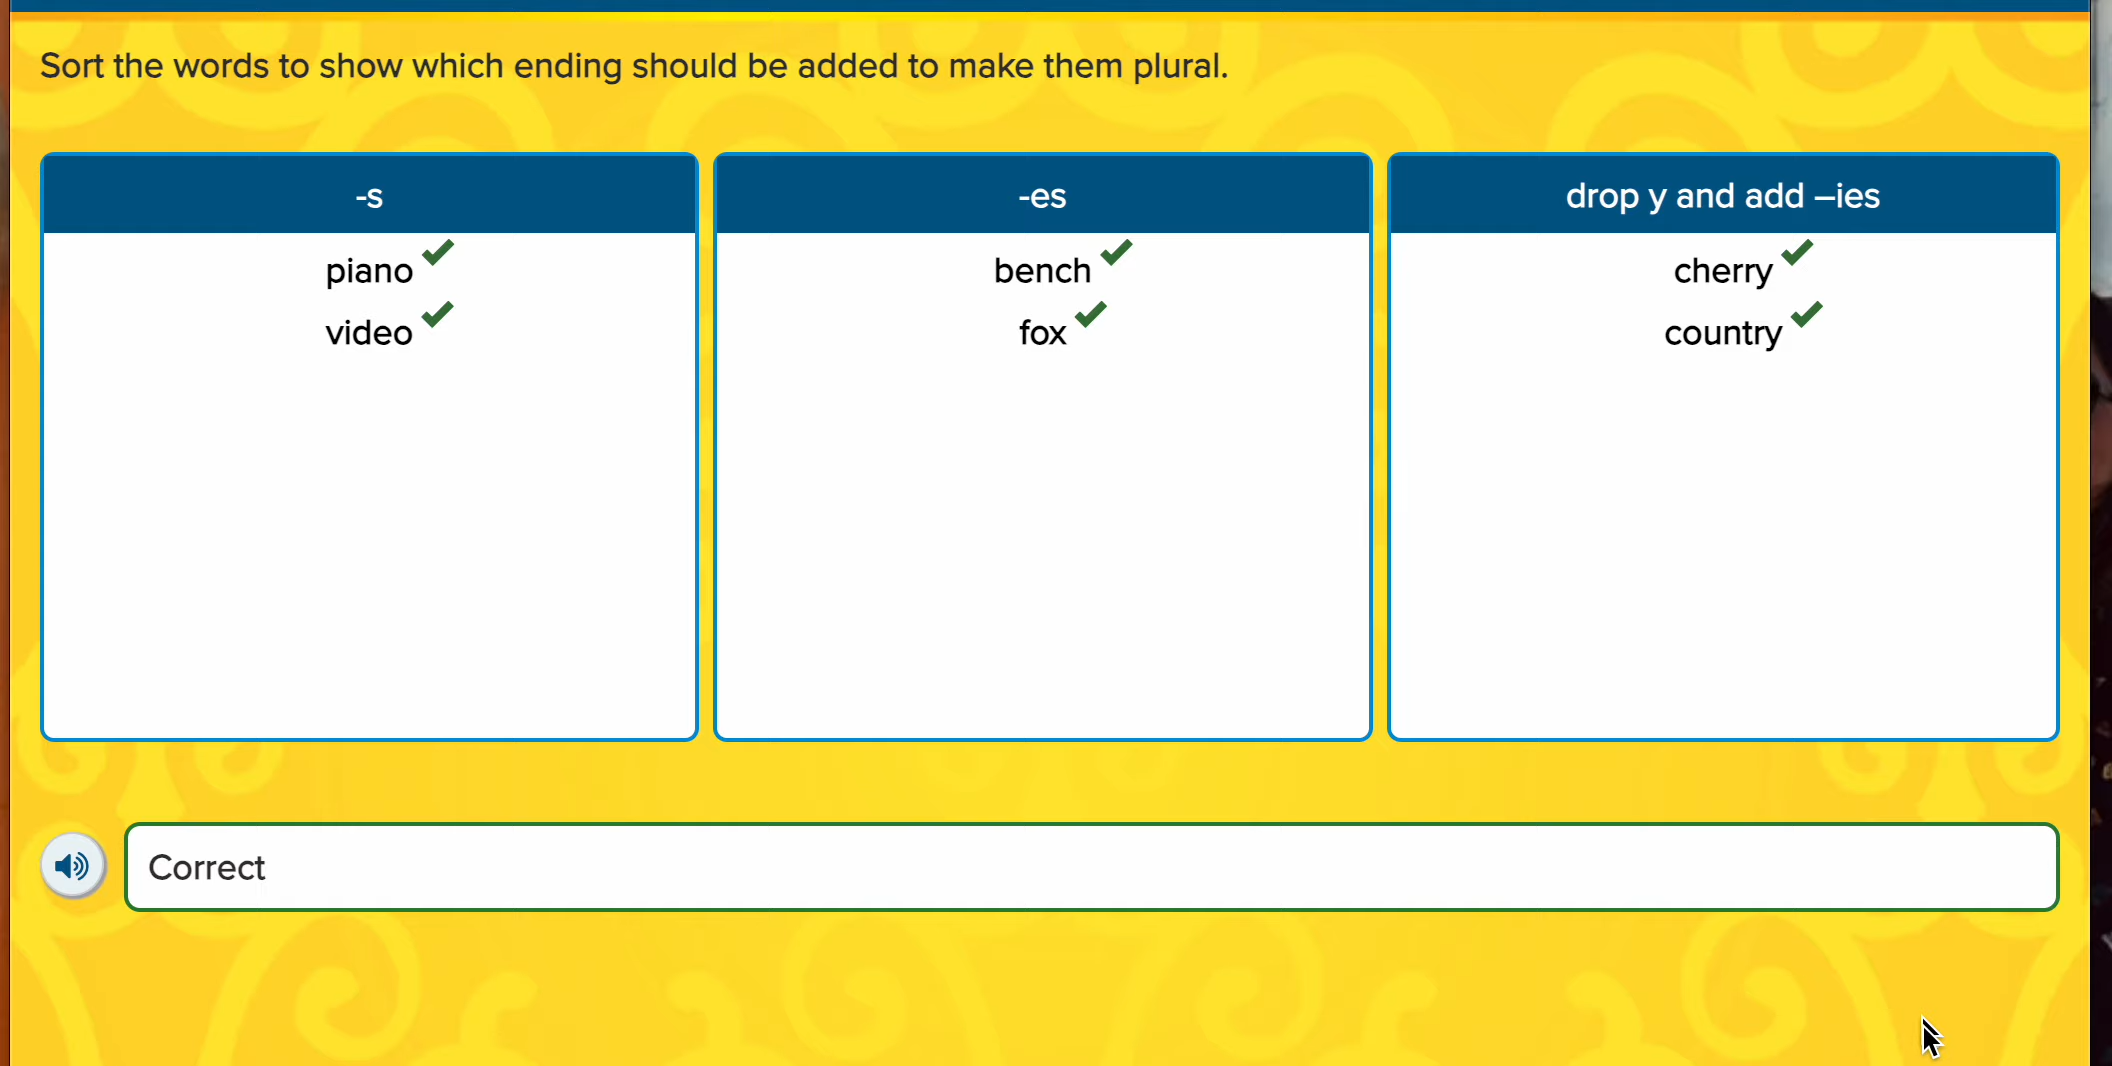 Sort the words to show which ending should be added to make them plural.
-s
piano
video
-es
bench
fox
drop y and add –ies
cherry
country
Correct